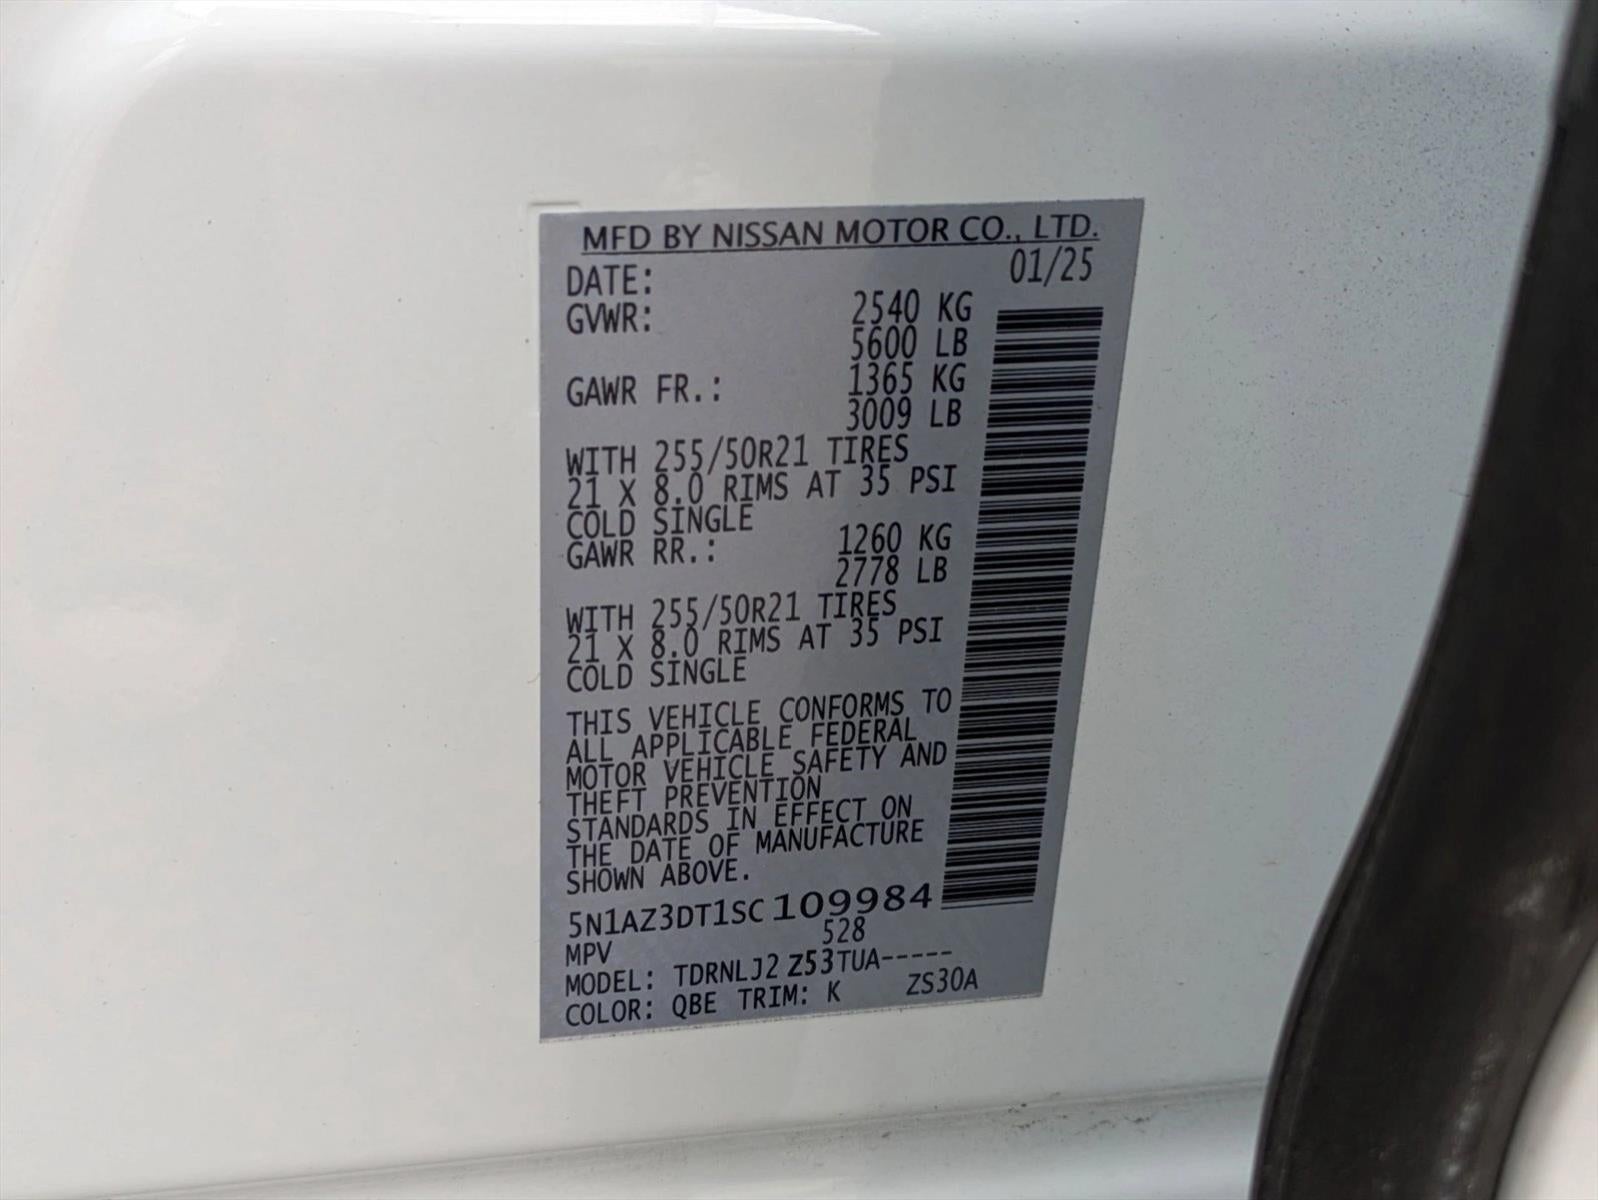 MFD BY NISSAN MOTOR CO., LTD.
DATE: 01/25
GVWR: 2540 KG
5600 LB
GAWR FR.: 1365 KG
3009 LB
WITH 255/50R21 TIRES
21 X 8.0 RIMS AT 35 PSI
COLD SINGLE
GAWR RR.: 1260 KG
2778 LB
WITH 255/50R21 TIRES
21 X 8.0 RIMS AT 35 PSI
COLD SINGLE
THIS VEHICLE CONFORMS TO
ALL APPLICABLE FEDERAL
MOTOR VEHICLE SAFETY AND
THEFT PREVENTION
STANDARDS IN EFFECT ON
THE DATE OF MANUFACTURE
SHOWN ABOVE.
5N1AZ3DT1SC109984
MPV 528
MODEL: TDRNLJ2 Z53TUA-----
COLOR: QBE TRIM: K ZS30A